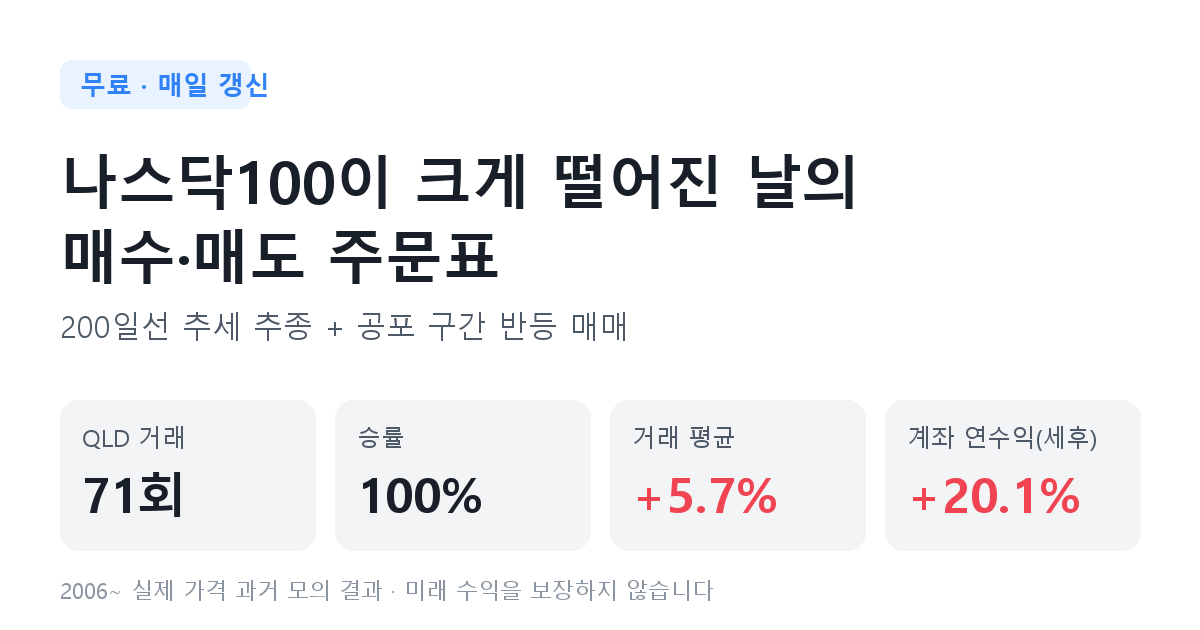 무료 · 매일 갱신
나스닥100이 크게 떨어진 날의
매수·매도 주문표
200일선 추세 추종 + 공포 구간 반등 매매
QLD 거래
71회
승률
100%
거래 평균
+5.7%
계좌 연수익(세후)
+20.1%
2006~ 실제 가격 과거 모의 결과 · 미래 수익을 보장하지 않습니다